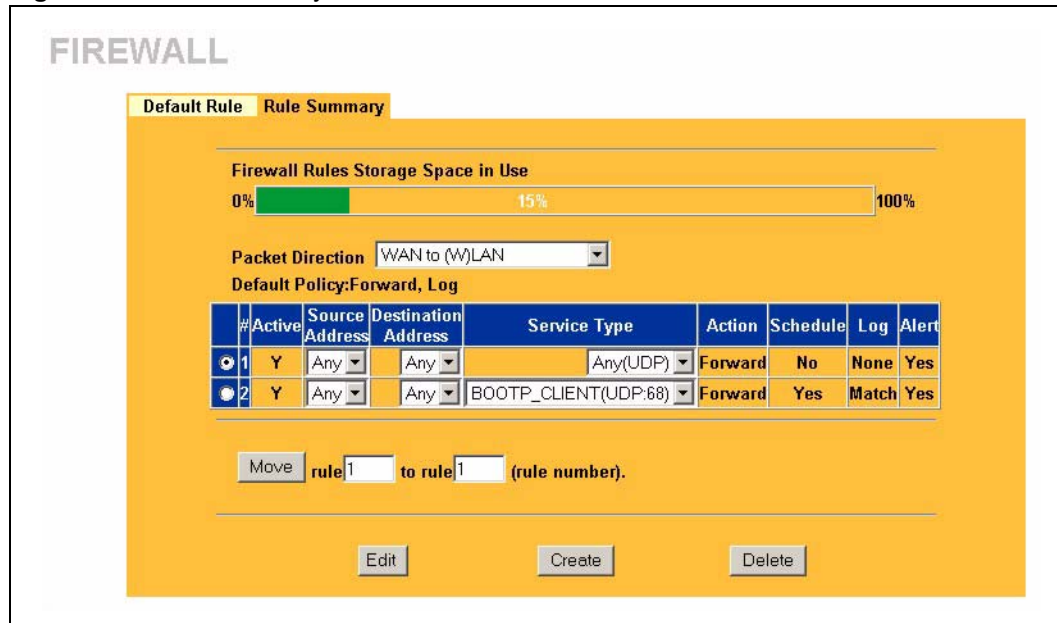 FIREWALL
Default Rule Rule Summary
Firewall Rules Storage Space in Use
0% 15% 100%
Packet Direction WAN to (W)LAN
Default Policy:Forward, Log
# Active Source Address Destination Address Service Type Action Schedule Log Alert
1 Y Any Any Any(UDP) Forward No None Yes
2 Y Any Any BOOTP_CLIENT(UDP:68) Forward Yes Match Yes
Move rule 1 to rule 1 (rule number).
Edit Create Delete